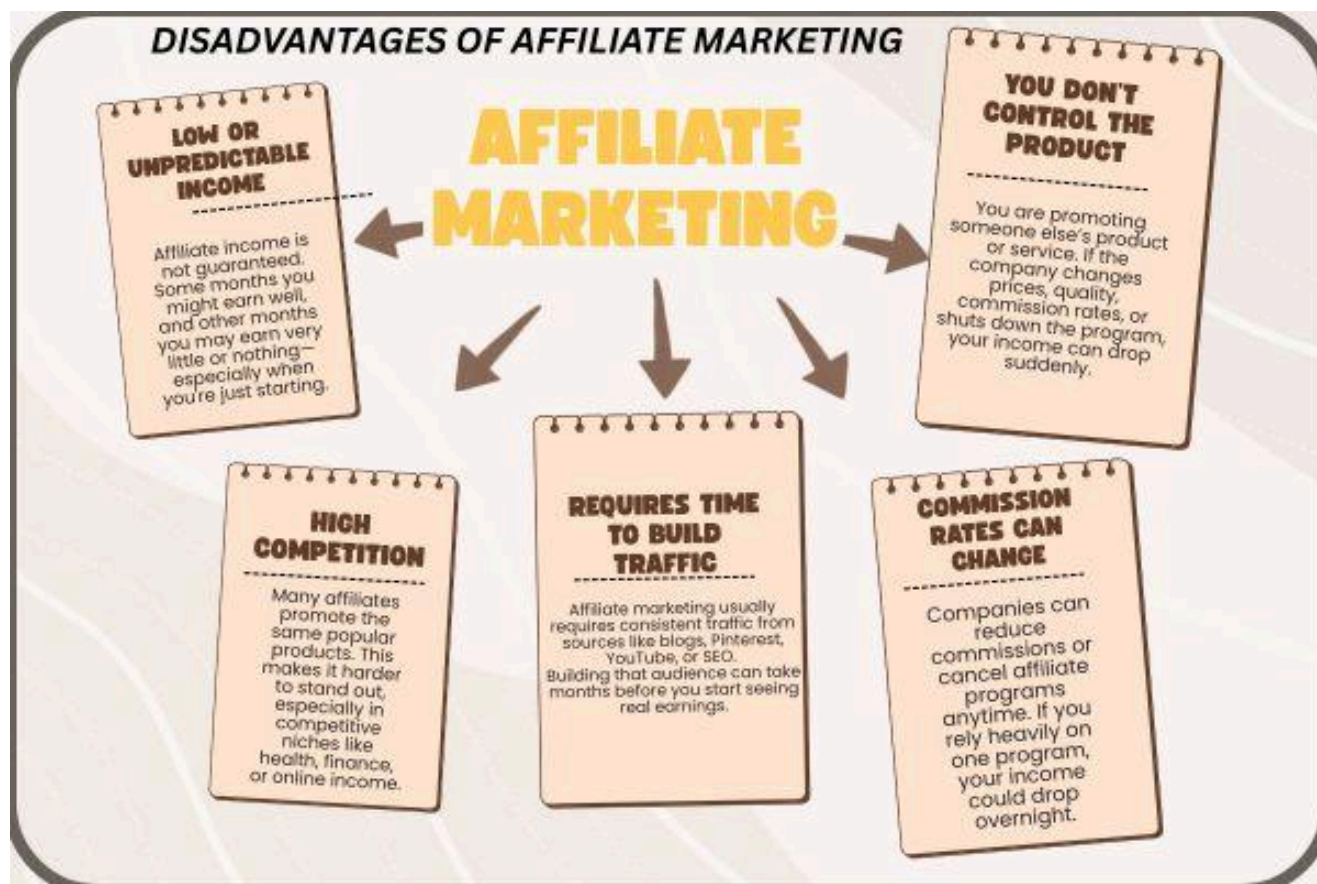 DISADVANTAGES OF AFFILIATE MARKETING
AFFILIATE
MARKETING
LOW OR
UNPREDICTABLE
INCOME
Affiliate income is
not guaranteed.
Some months you
might earn well,
and other months
you may earn very
little or nothing—
especially when
you're just starting.
YOU DON'T
CONTROL THE
PRODUCT
You are promoting
someone else's product
or service. If the
company changes
prices, quality,
commission rates, or
shuts down the program,
your income can drop
suddenly.
HIGH
COMPETITION
Many affiliates
promote the
same popular
products. This
makes it harder
to stand out,
especially in
competitive
niches like
health, finance,
or online income.
REQUIRES TIME
TO BUILD
TRAFFIC
Affiliate marketing usually
requires consistent traffic from
sources like blogs, Pinterest,
YouTube, or SEO.
Building that audience can take
months before you start seeing
real earnings.
COMMISSION
RATES CAN
CHANGE
Companies can
reduce
commissions or
cancel affiliate
programs
anytime. If you
rely heavily on
one program,
your income
could drop
overnight.